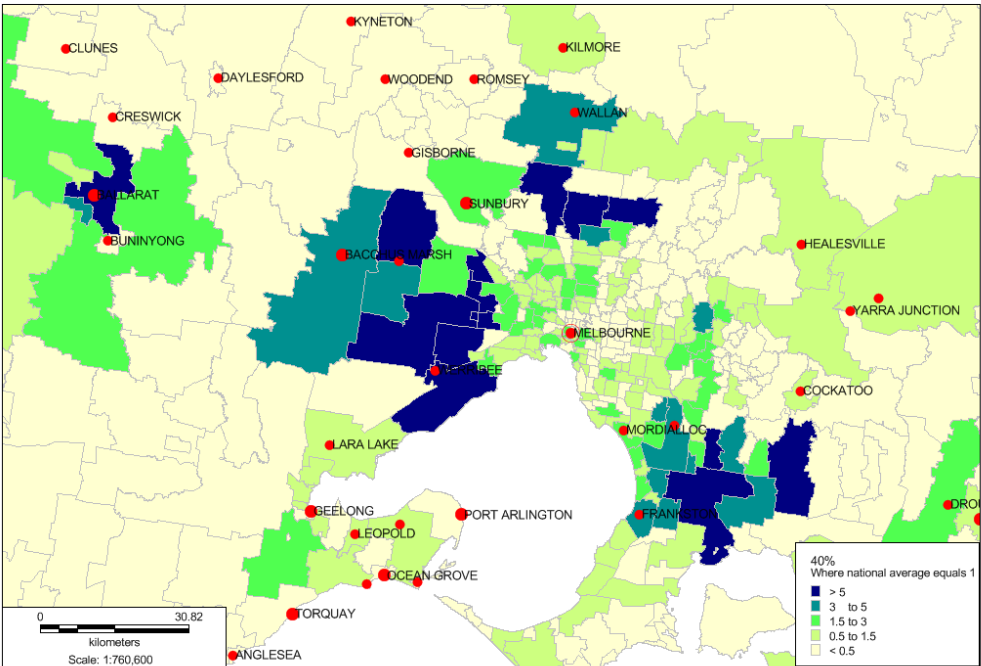 KYNETON
CLUNES
KILMORE
DAYLESFORD
WOODEND
ROMSEY
CRESWICK
WALLAN
GISBORNE
BALLARAT
SUNBURY
BUNINYONG
HEALESVILLE
BACCHUS MARSH
YARRA JUNCTION
MELBOURNE
COCKATOO
MORDIALLOC
LARA LAKE
DROU
GEELONG
PORT ARLINGTON
FRANKSTON
LEOPOLD
OCEAN GROVE
TORQUAY
ANGLESEA
0 30.82
kilometers
Scale: 1:760,600
40%
Where national average equals 1
> 5
3 to 5
1.5 to 3
0.5 to 1.5
< 0.5